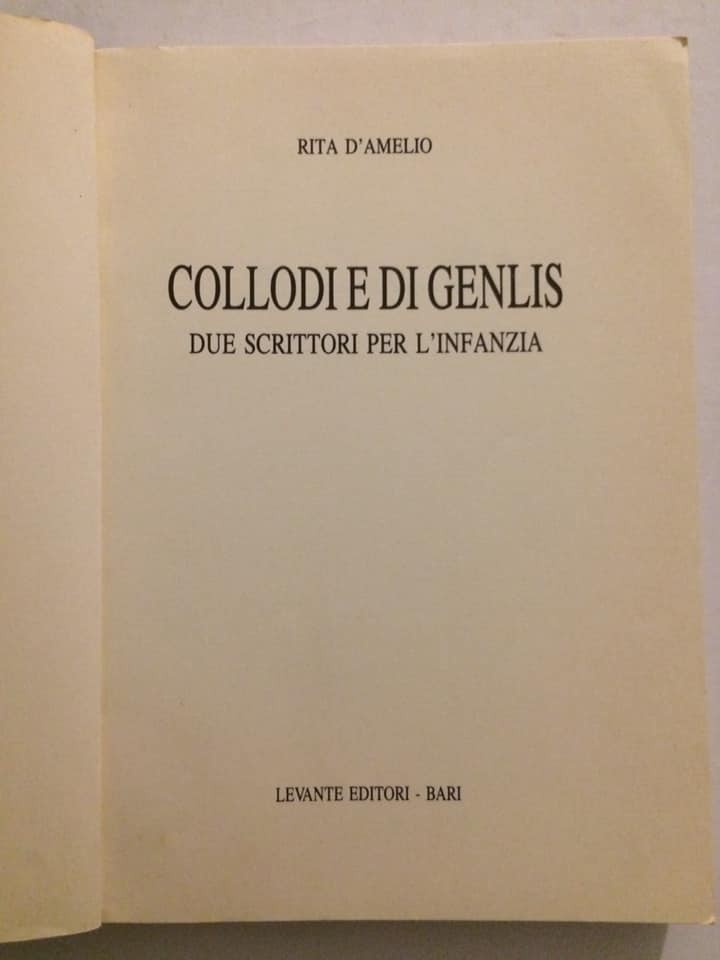 RITA D'AMELIO
COLLODI E DI GENLIS
DUE SCRITTORI PER L'INFANZIA
LEVANTE EDITORI - BARI